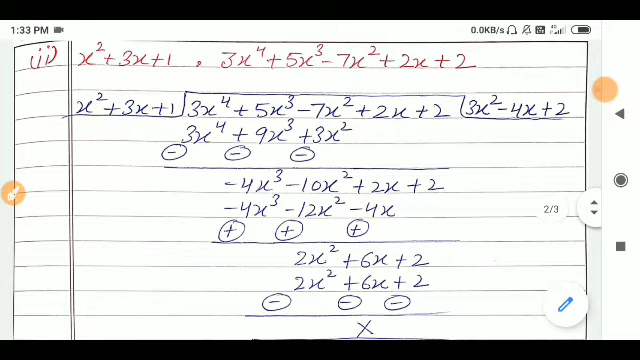 1:33 PM 0.0KB/s 57
ii) x² + 3x + 1 , 3x⁴ + 5x³ - 7x² + 2x + 2
x² + 3x + 1 ) 3x⁴ + 5x³ - 7x² + 2x + 2 ( 3x² - 4x + 2
3x⁴ + 9x³ + 3x²
⊖ ⊖ ⊖
- 4x³ - 10x² + 2x + 2
- 4x³ - 12x² - 4x
⊕ ⊕ ⊕
2x² + 6x + 2
2x² + 6x + 2
⊖ ⊖ ⊖
x
2/3